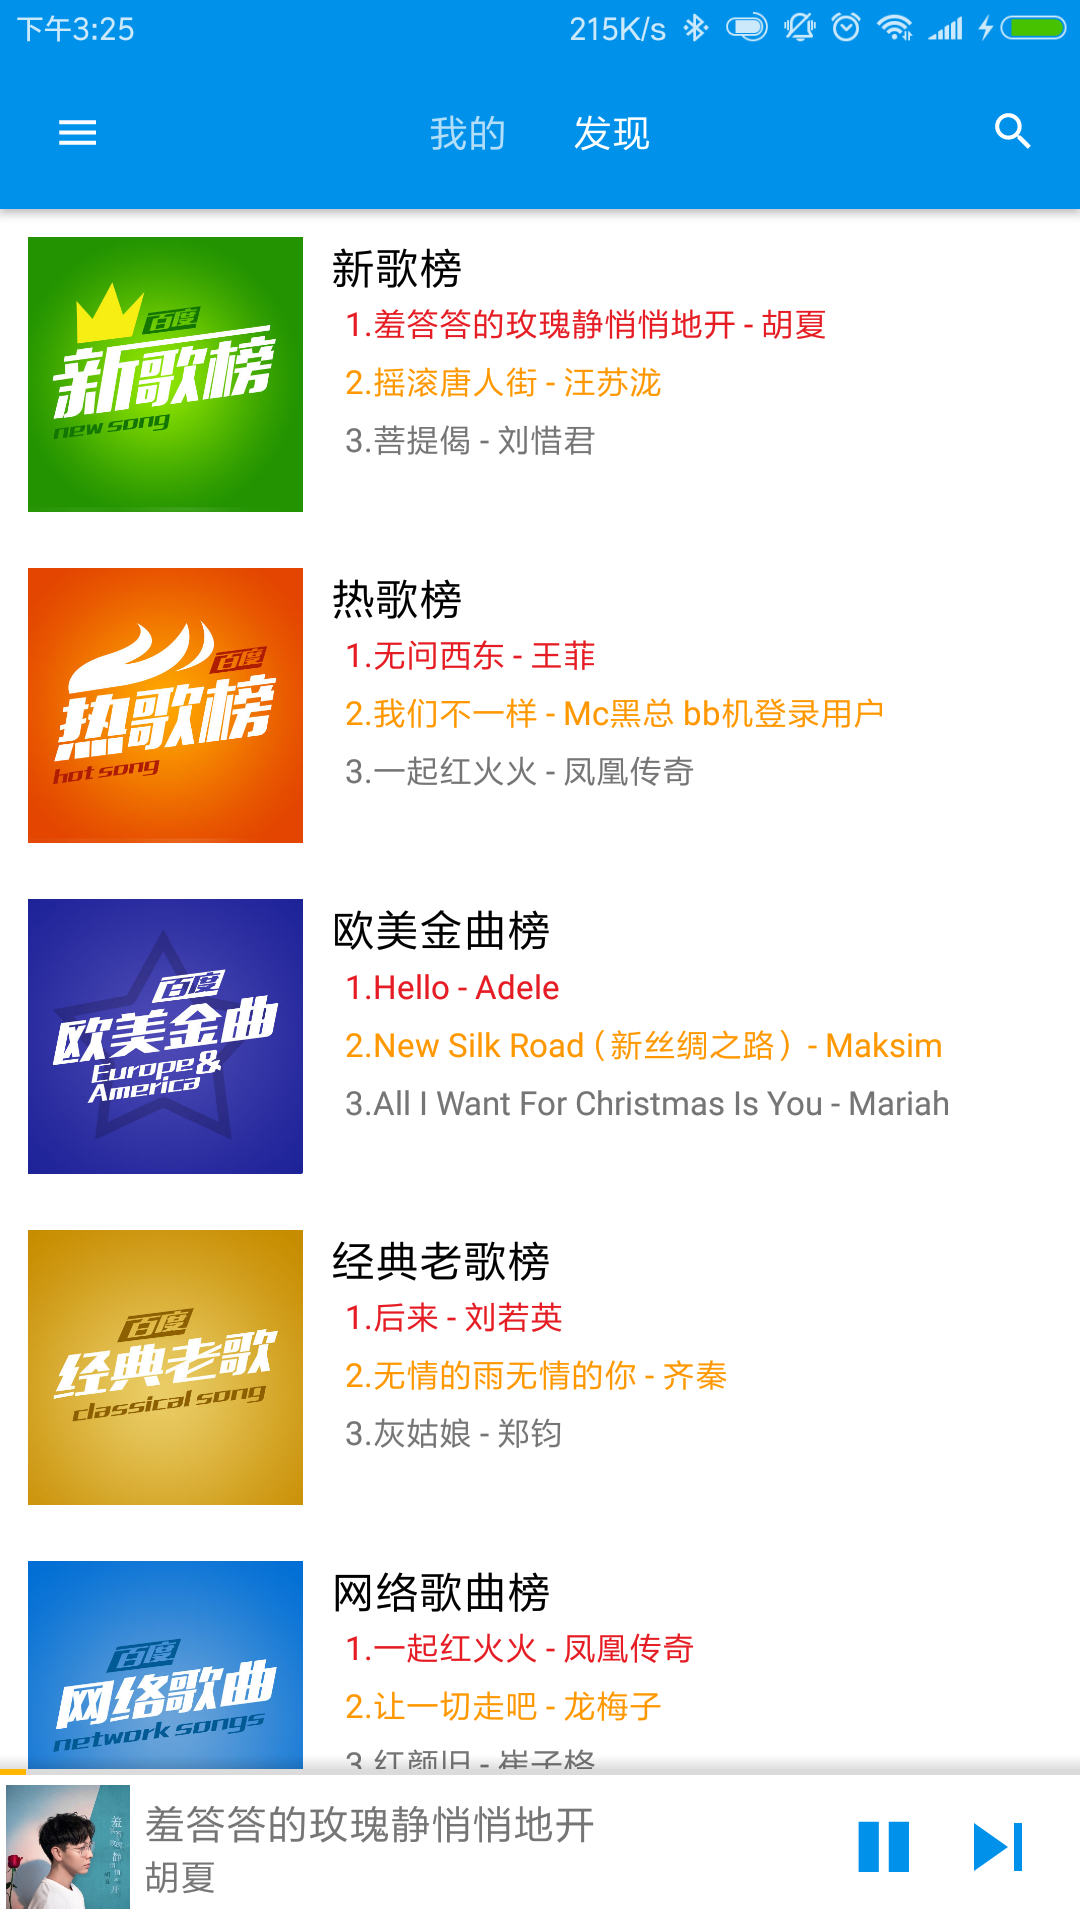 下午3:25 215K/s
我的 发现
百度
新歌榜
new song
新歌榜
1.羞答答的玫瑰静悄悄地开 - 胡夏
2.摇滚唐人街 - 汪苏泷
3.菩提偈 - 刘惜君
百度
热歌榜
hot song
热歌榜
1.无问西东 - 王菲
2.我们不一样 - Mc黑总 bb机登录用户
3.一起红火火 - 凤凰传奇
百度
欧美金曲
Europe &
America
欧美金曲榜
1.Hello - Adele
2.New Silk Road（新丝绸之路）- Maksim
3.All I Want For Christmas Is You - Mariah
百度
经典老歌
classical song
经典老歌榜
1.后来 - 刘若英
2.无情的雨无情的你 - 齐秦
3.灰姑娘 - 郑钧
百度
网络歌曲
network songs
网络歌曲榜
1.一起红火火 - 凤凰传奇
2.让一切走吧 - 龙梅子
3.红颜旧 - 崔子格
羞答答的玫瑰静悄悄地开
胡夏